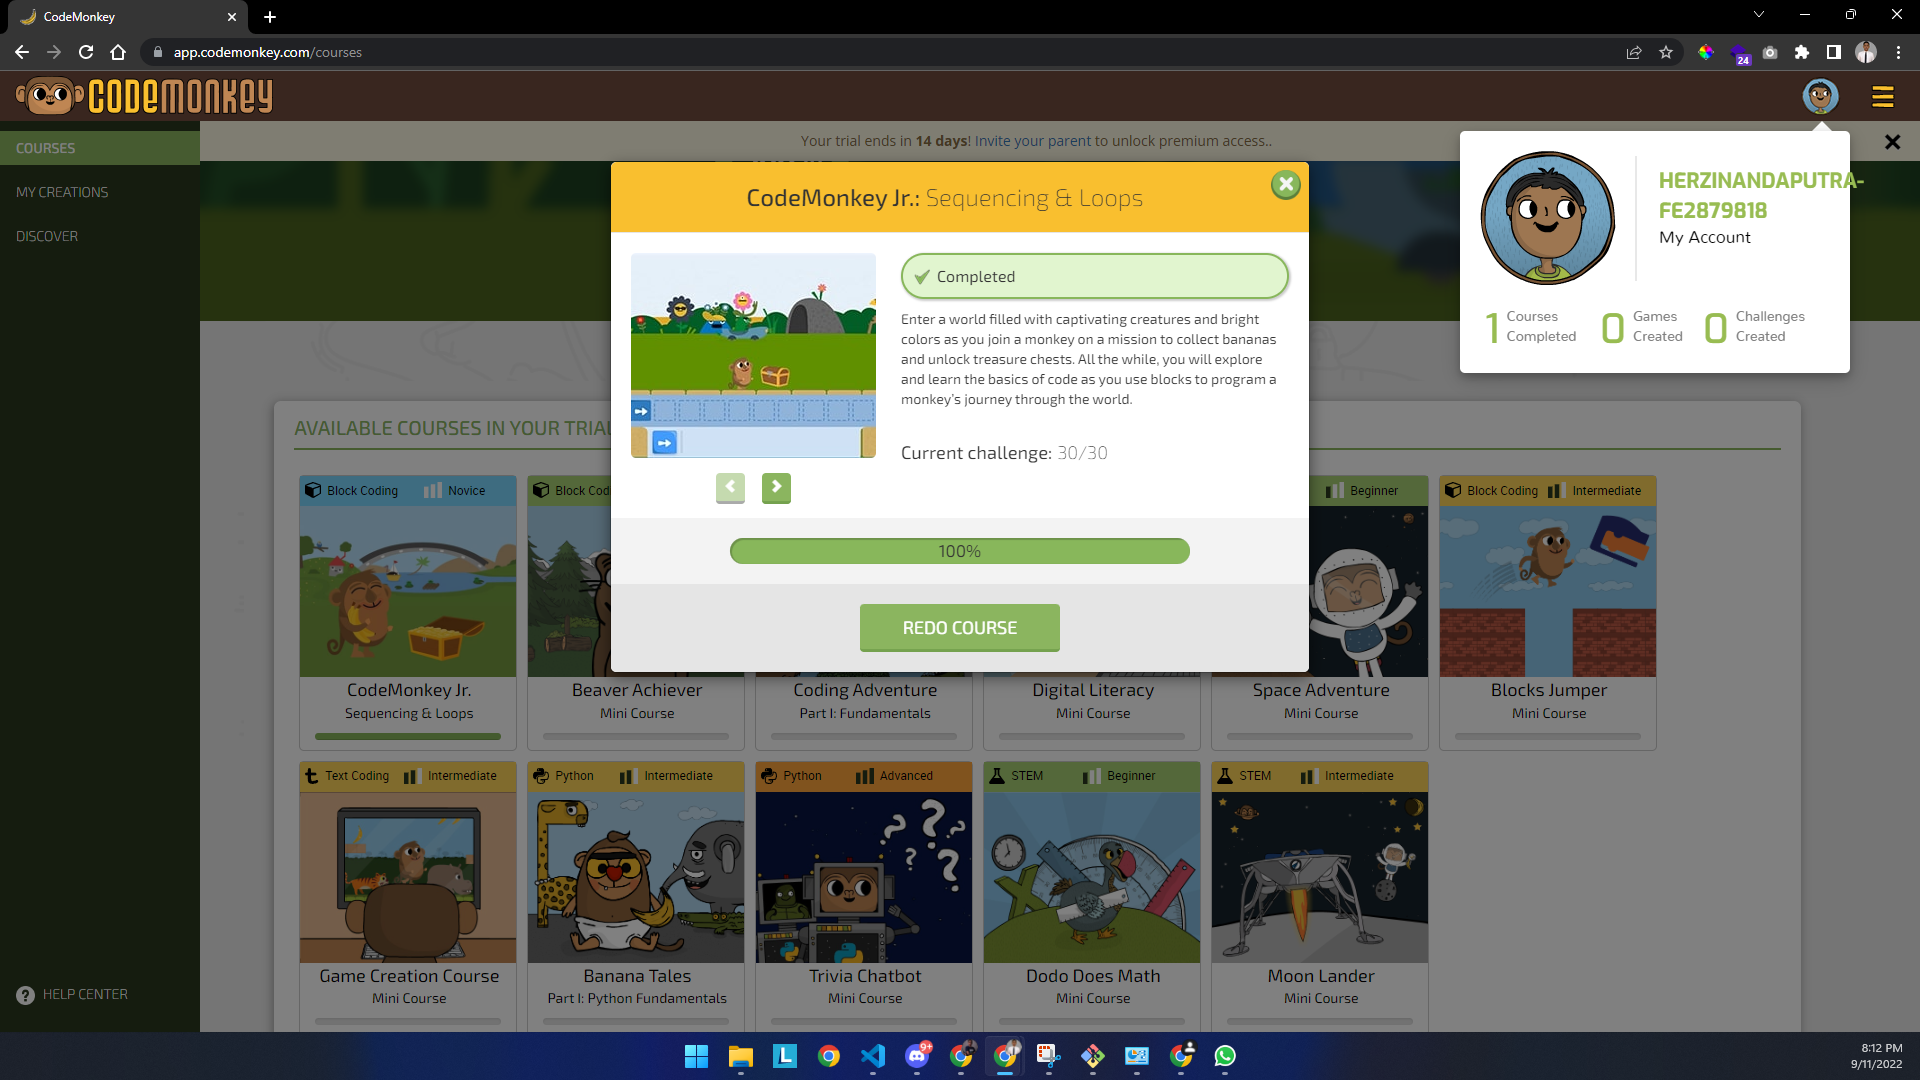 CodeMonkey
app.codemonkey.com/courses
24
CODEMONKEY
COURSES
MY CREATIONS
DISCOVER
HELP CENTER
Your trial ends in 14 days! Invite your parent to unlock premium access..
HERZINANDAPUTRA-
FE2879818
My Account
1 Courses Completed
0 Games Created
0 Challenges Created
CodeMonkey Jr.: Sequencing & Loops
Completed
Enter a world filled with captivating creatures and bright
colors as you join a monkey on a mission to collect bananas
and unlock treasure chests. All the while, you will explore
and learn the basics of code as you use blocks to program a
monkey's journey through the world.
Current challenge: 30/30
100%
REDO COURSE
AVAILABLE COURSES IN YOUR TRIAL
Block Coding Novice
Block Cod
Beginner
Block Coding Intermediate
CodeMonkey Jr.
Sequencing & Loops
Beaver Achiever
Mini Course
Coding Adventure
Part I: Fundamentals
Digital Literacy
Mini Course
Space Adventure
Mini Course
Blocks Jumper
Mini Course
Text Coding Intermediate
Python Intermediate
Python Advanced
STEM Beginner
STEM Intermediate
Game Creation Course
Mini Course
Banana Tales
Part I: Python Fundamentals
Trivia Chatbot
Mini Course
Dodo Does Math
Mini Course
Moon Lander
Mini Course
L
9+
8:12 PM
9/11/2022